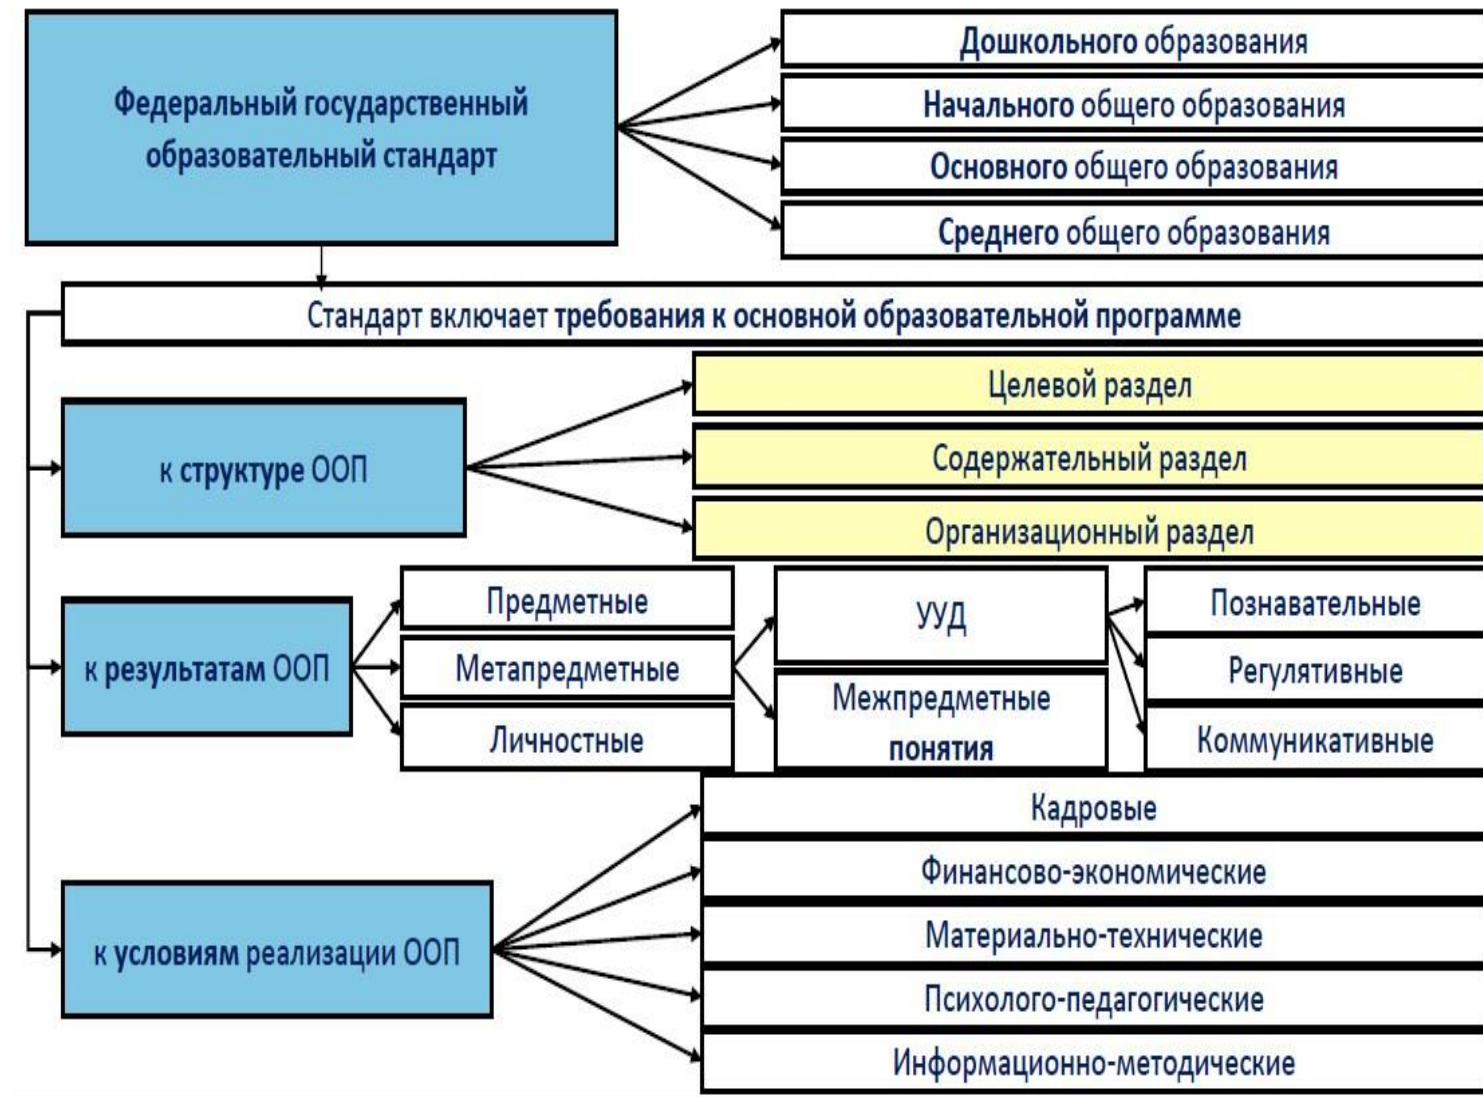 Федеральный государственный
образовательный стандарт
Дошкольного образования
Начального общего образования
Основного общего образования
Среднего общего образования
Стандарт включает требования к основной образовательной программе
к структуре ООП
Целевой раздел
Содержательный раздел
Организационный раздел
к результатам ООП
Предметные
Метапредметные
Личностные
УУД
Межпредметные
понятия
Познавательные
Регулятивные
Коммуникативные
к условиям реализации ООП
Кадровые
Финансово-экономические
Материально-технические
Психолого-педагогические
Информационно-методические